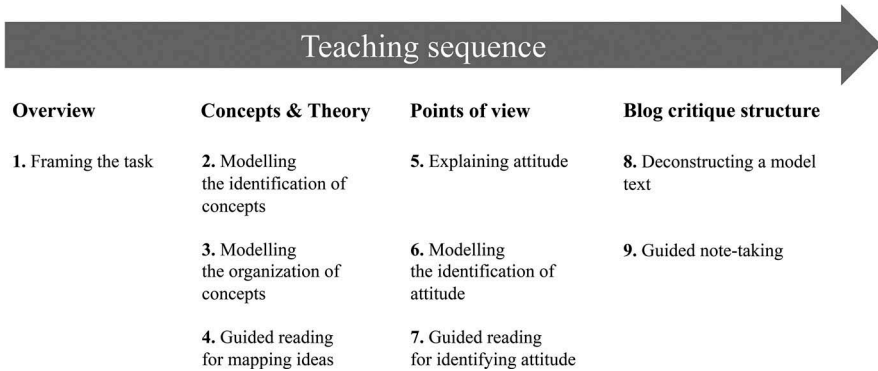 Teaching sequence
Overview
1. Framing the task
Concepts & Theory
2. Modelling
the identification of
concepts
3. Modelling
the organization of
concepts
4. Guided reading
for mapping ideas
Points of view
5. Explaining attitude
6. Modelling
the identification of
attitude
7. Guided reading
for identifying attitude
Blog critique structure
8. Deconstructing a model
text
9. Guided note-taking